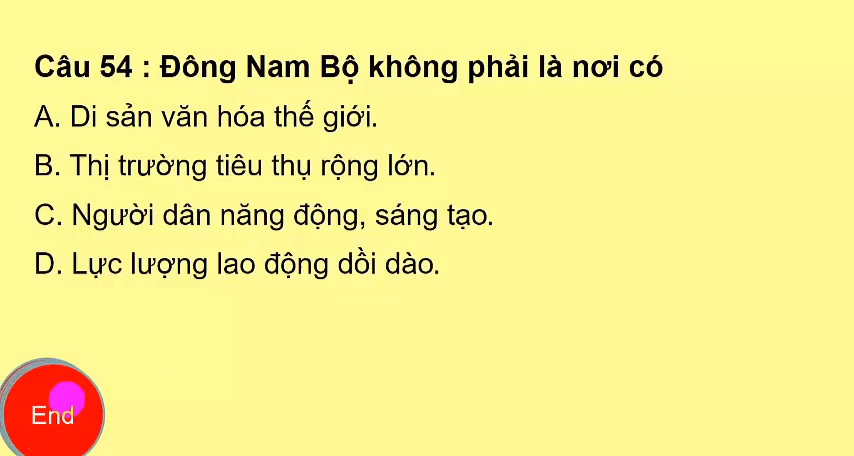 Câu 54 : Đông Nam Bộ không phải là nơi có
A. Di sản văn hóa thế giới.
B. Thị trường tiêu thụ rộng lớn.
C. Người dân năng động, sáng tạo.
D. Lực lượng lao động dồi dào.
End